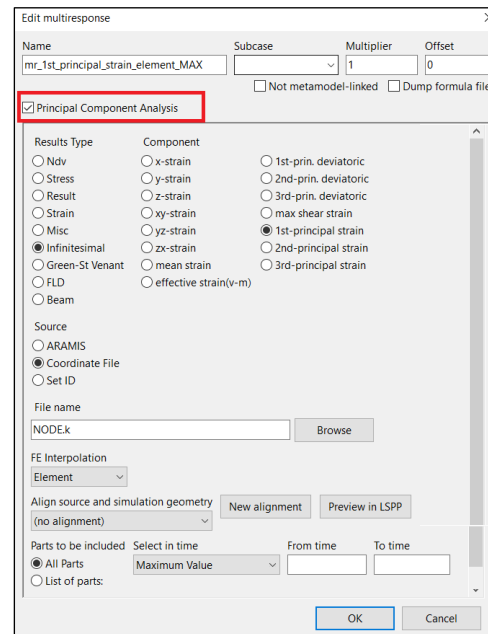 Edit multiresponse
Name Subcase Multiplier Offset
mr_1st_principal_strain_element_MAX 1 0
Not metamodel-linked Dump formula file
Principal Component Analysis
Results Type Component
Ndv x-strain 1st-prin. deviatoric
Stress y-strain 2nd-prin. deviatoric
Result z-strain 3rd-prin. deviatoric
Strain xy-strain max shear strain
Misc yz-strain 1st-principal strain
Infinitesimal zx-strain 2nd-principal strain
Green-St Venant mean strain 3rd-principal strain
FLD effective strain(v-m)
Beam
Source
ARAMIS
Coordinate File
Set ID
File name
NODE.k Browse
FE Interpolation
Element
Align source and simulation geometry
(no alignment) New alignment Preview in LSPP
Parts to be included Select in time From time To time
All Parts Maximum Value
List of parts:
OK Cancel